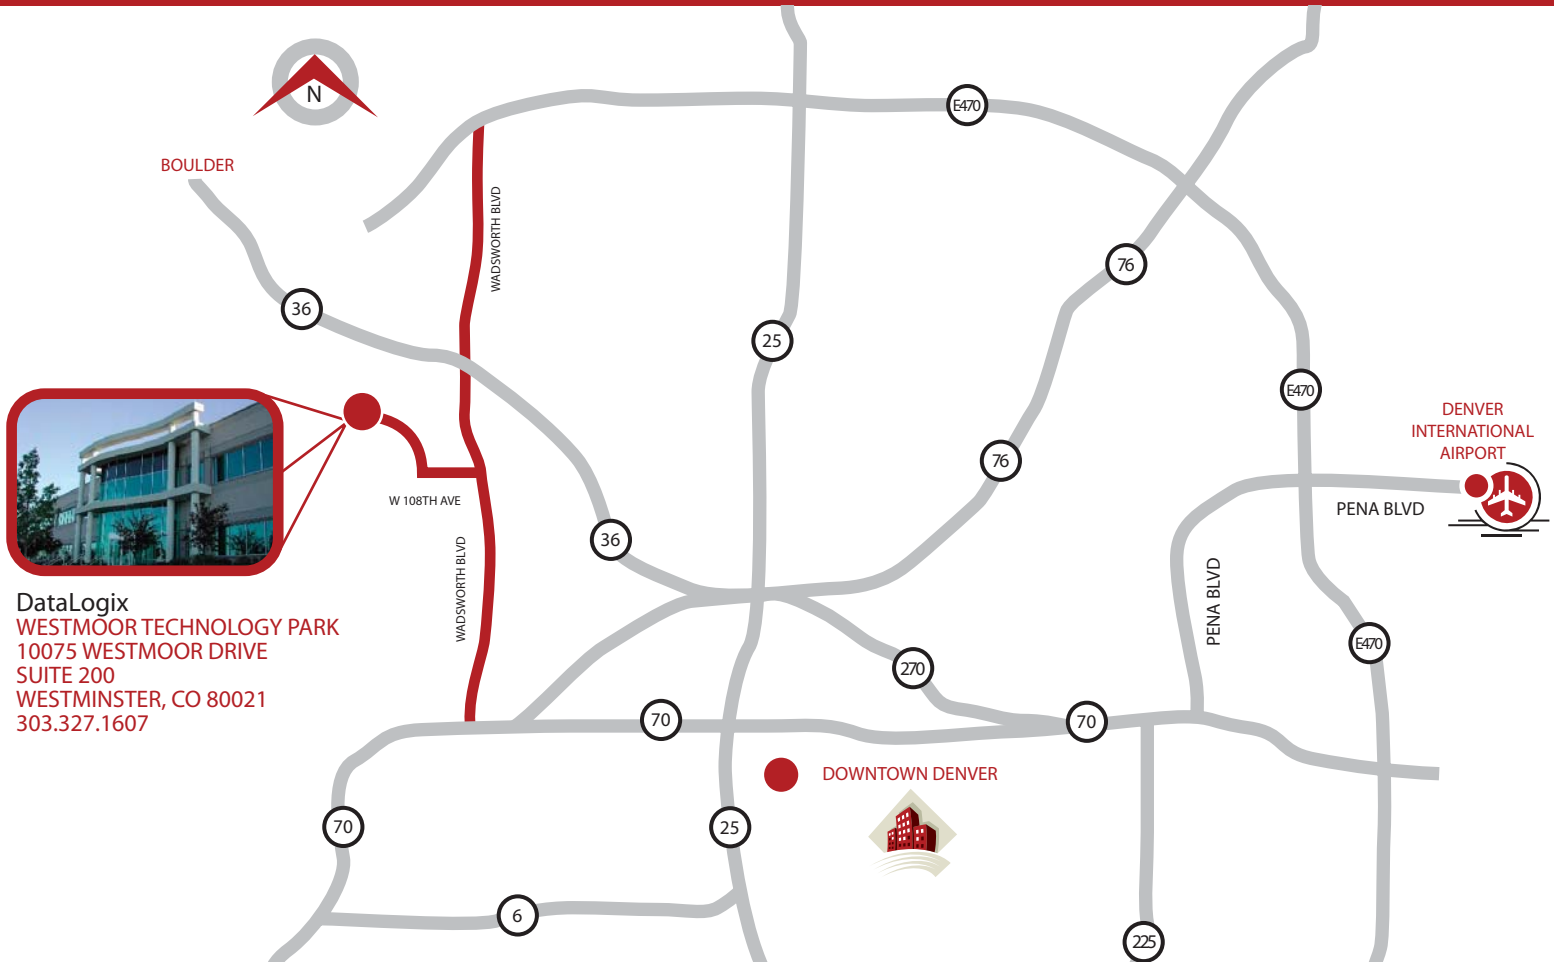 N
E470
BOULDER
WADSWORTH BLVD
76
36
25
E470
DENVER
INTERNATIONAL
AIRPORT
76
W 108TH AVE
PENA BLVD
36
WADSWORTH BLVD
PENA BLVD
DataLogix
WESTMOOR TECHNOLOGY PARK
10075 WESTMOOR DRIVE
SUITE 200
WESTMINSTER, CO 80021
303.327.1607
E470
270
70
70
DOWNTOWN DENVER
70
25
6
225